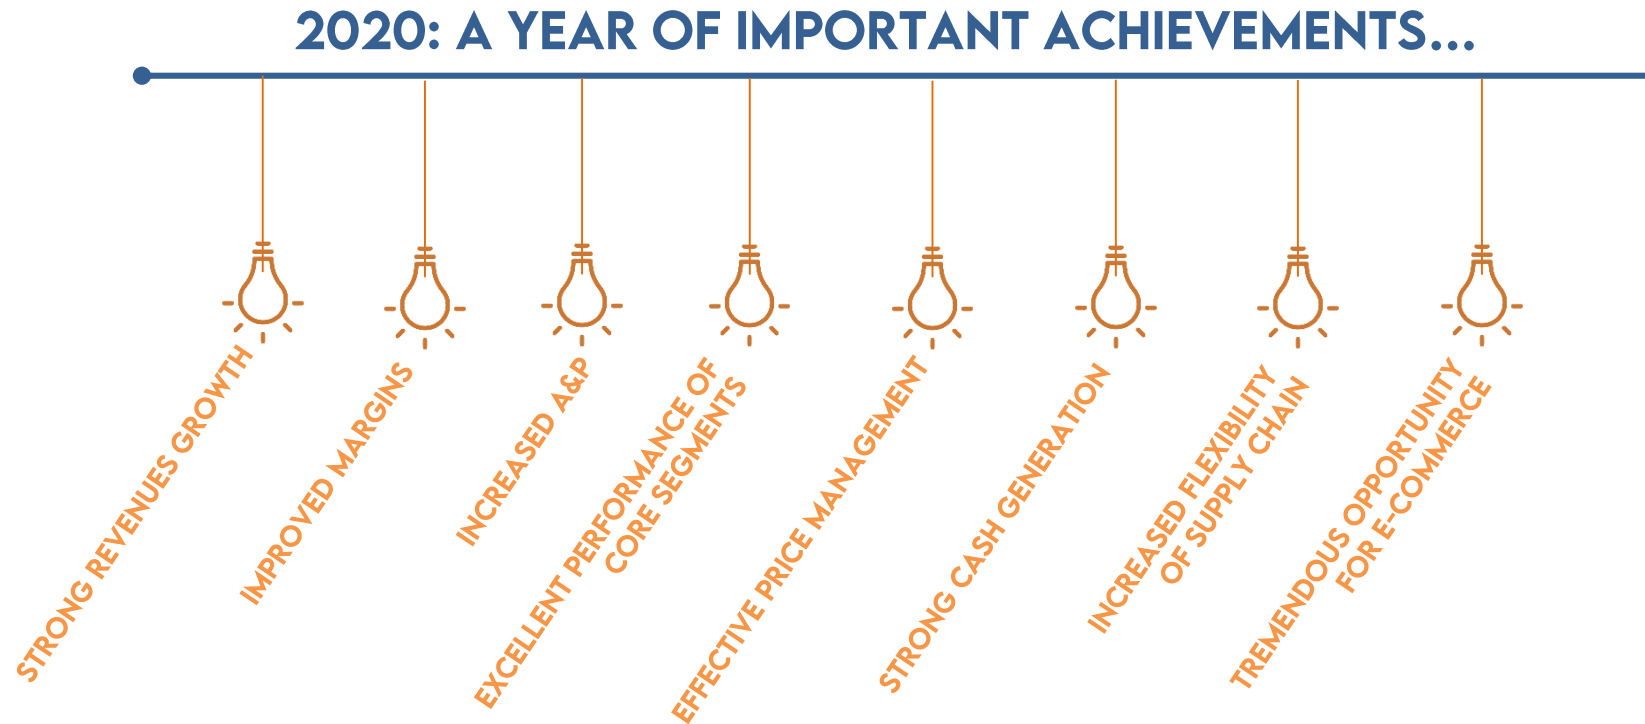 2020: A YEAR OF IMPORTANT ACHIEVEMENTS...
STRONG REVENUES GROWTH
IMPROVED MARGINS
INCREASED A&P
EXCELLENT PERFORMANCE OF
CORE SEGMENTS
EFFECTIVE PRICE MANAGEMENT
STRONG CASH GENERATION
INCREASED FLEXIBILITY
OF SUPPLY CHAIN
TREMENDOUS OPPORTUNITY
FOR E-COMMERCE